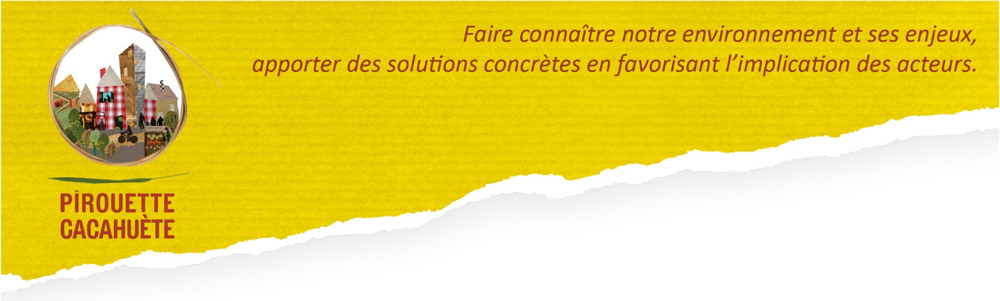 Faire connaître notre environnement et ses enjeux,
apporter des solutions concrètes en favorisant l'implication des acteurs.
PIROUETTE
CACAHUÈTE